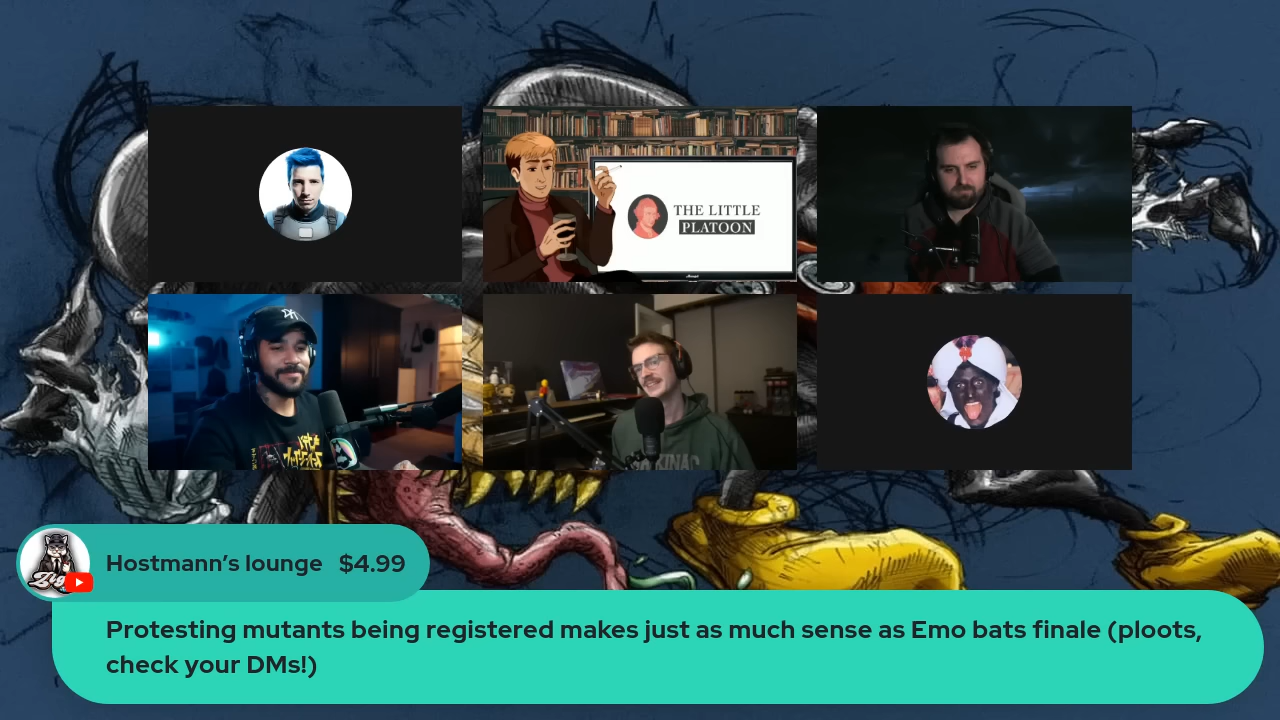 THE LITTLE
PLATOON
Hostmann’s lounge $4.99
Protesting mutants being registered makes just as much sense as Emo bats finale (ploots,
check your DMs!)